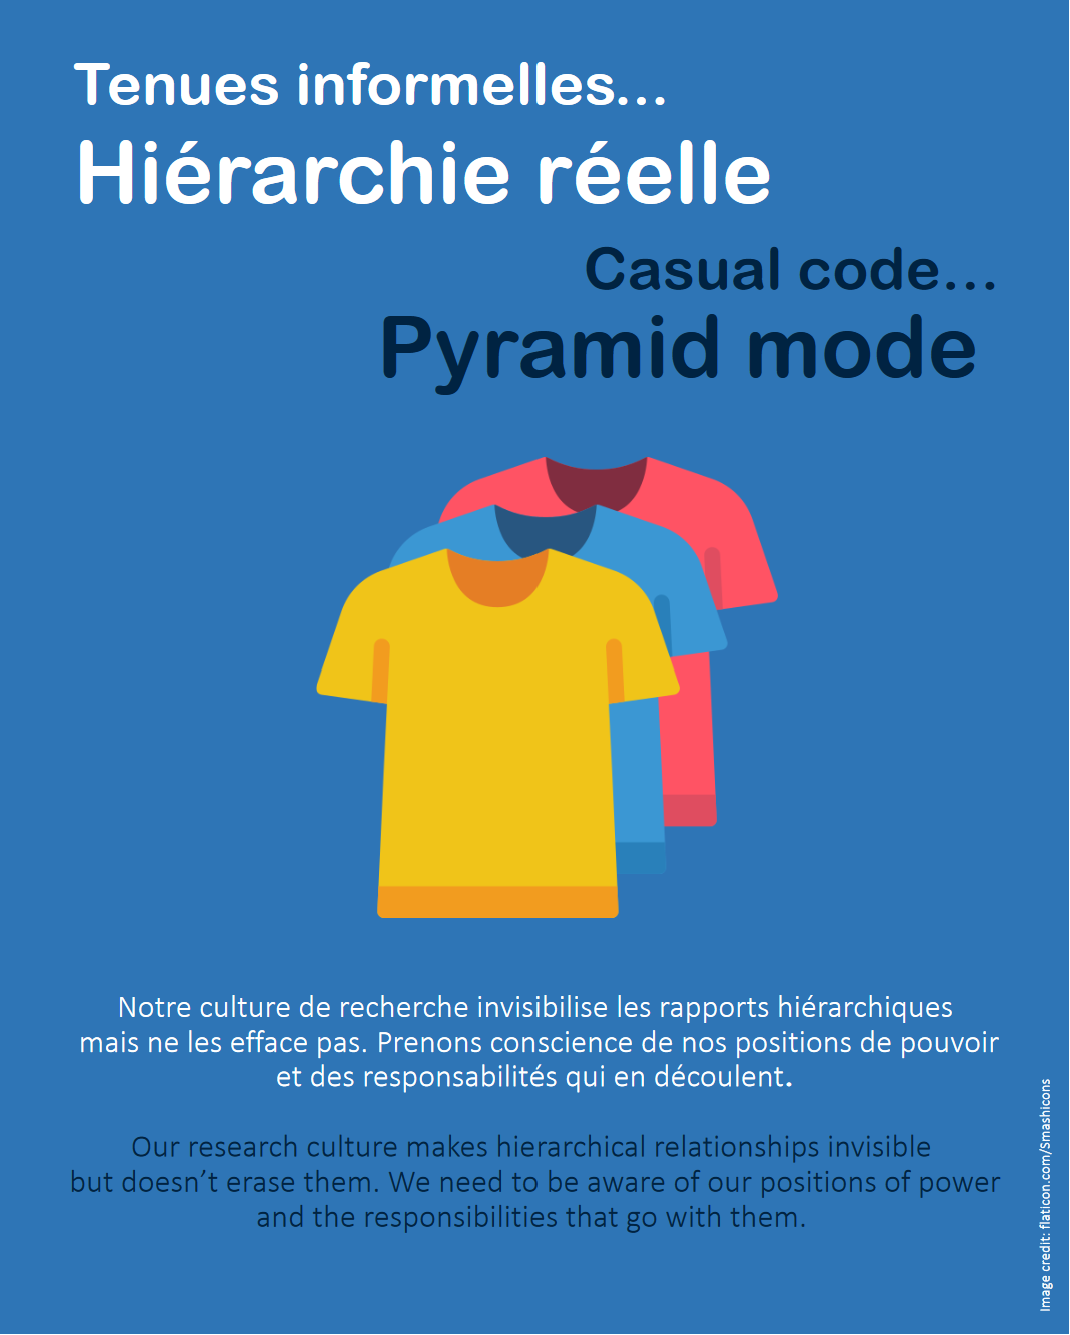 Tenues informelles...
Hiérarchie réelle
Casual code...
Pyramid mode
Notre culture de recherche invisibilise les rapports hiérarchiques
mais ne les efface pas. Prenons conscience de nos positions de pouvoir
et des responsabilités qui en découlent.
Our research culture makes hierarchical relationships invisible
but doesn’t erase them. We need to be aware of our positions of power
and the responsibilities that go with them.
Image credit: flaticon.com/Smashicons